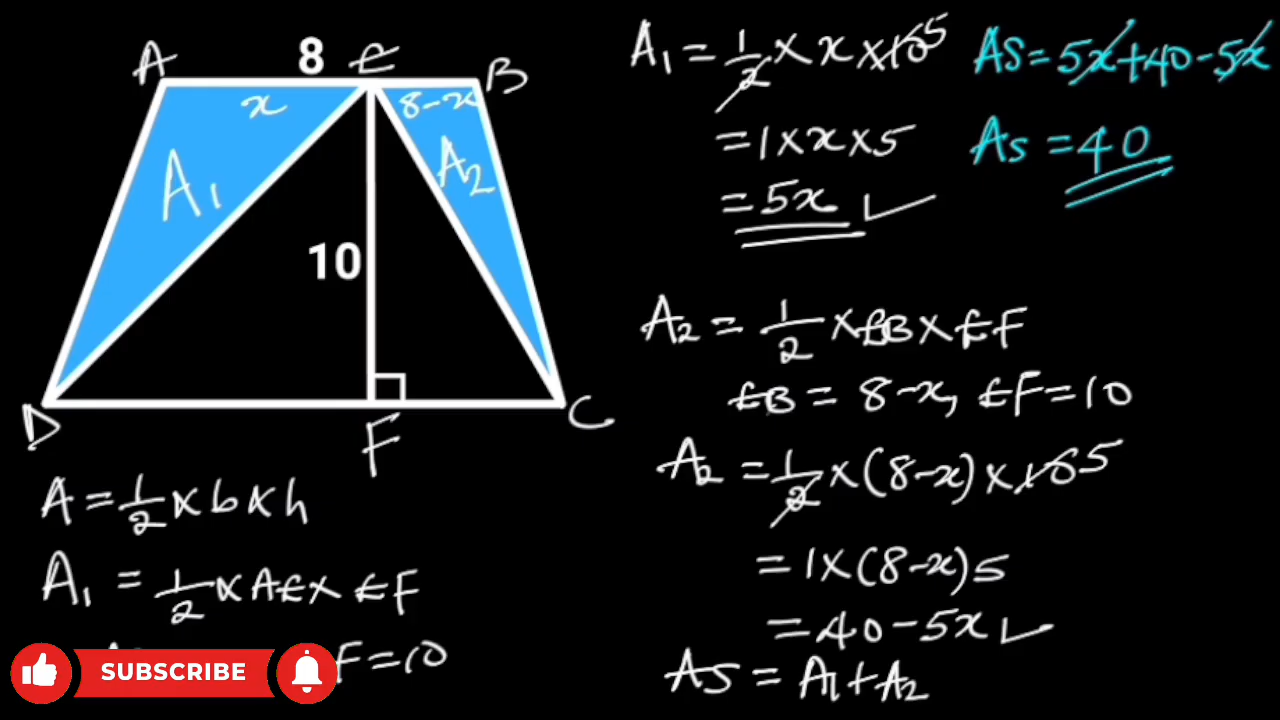 A 8 E B
x 8-x
A₁ A₂
10
D F C
A = 1/2 × b × h
A₁ = 1/2 × AE × EF
F = 10
SUBSCRIBE
A₁ = 1/2 × x × 10 5
= 1 × x × 5
= 5x ✓
AS = 5x + 40 - 5x
As = 40
A₂ = 1/2 × EB × EF
EB = 8-x, EF = 10
A₂ = 1/2 × (8-x) × 10 5
= 1 × (8-x) 5
= 40 - 5x ✓
AS = A₁ + A₂